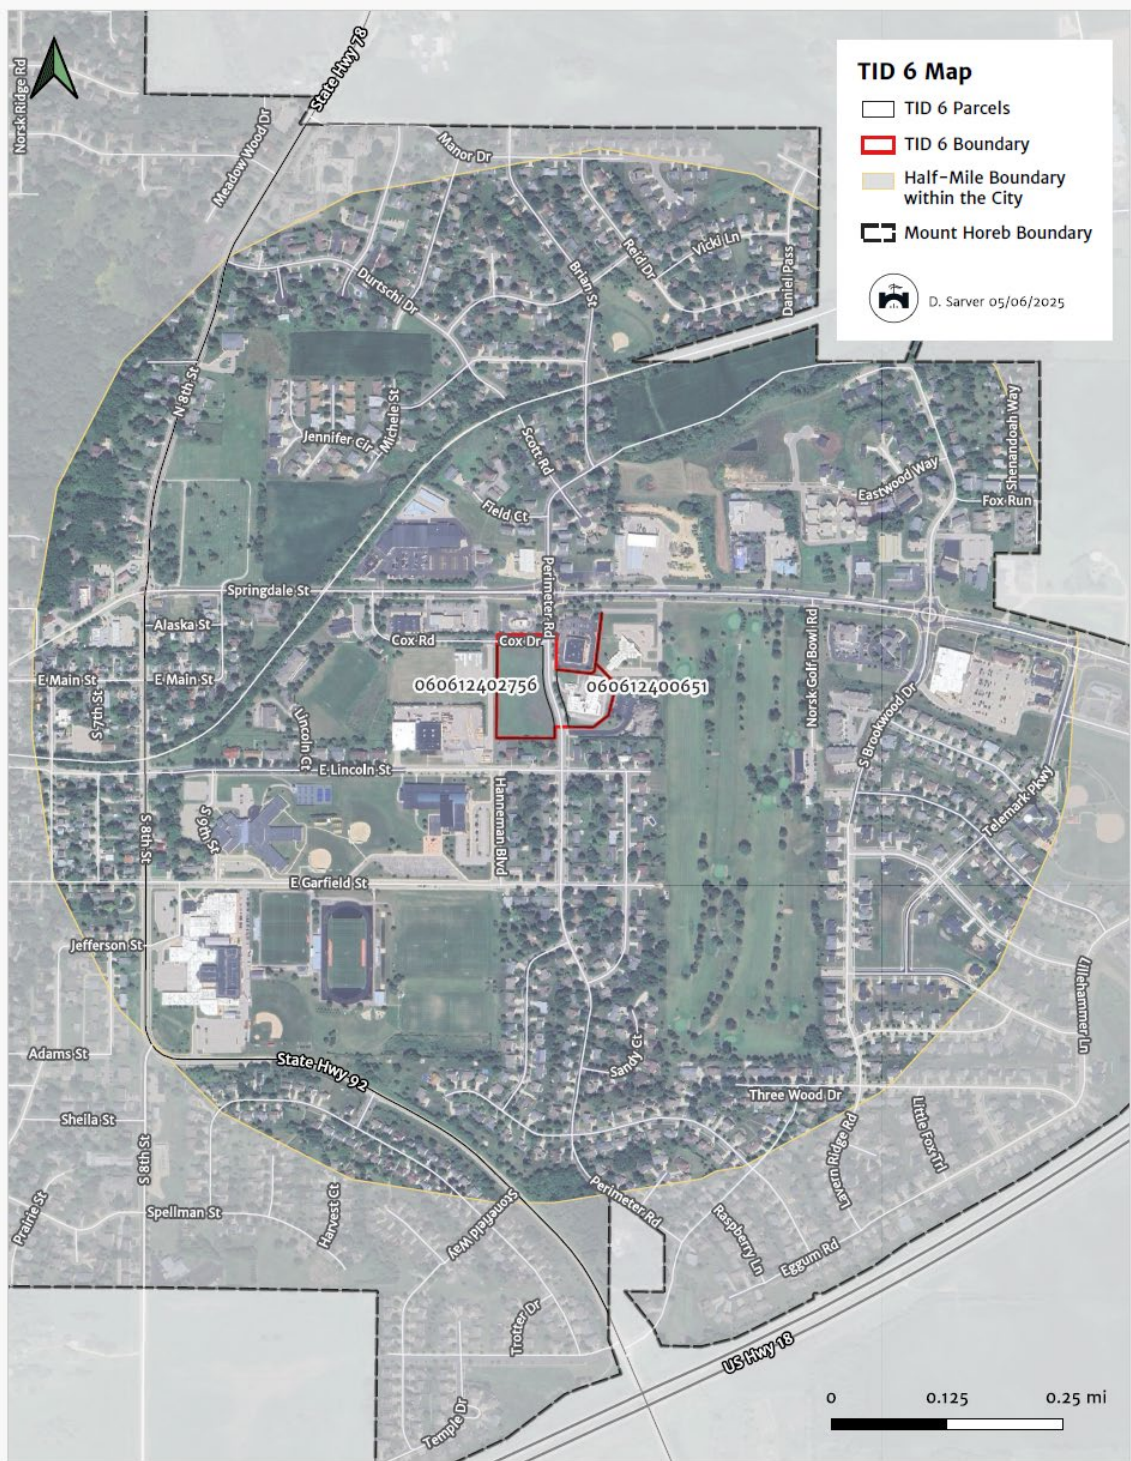 TID 6 Map
TID 6 Parcels
TID 6 Boundary
Half-Mile Boundary
within the City
Mount Horeb Boundary
D. Sarver 05/06/2025
State Hwy 78
Norsk Ridge Rd
Meadow Wood Dr
Manor Dr
Reid Dr
Vicki Ln
Daniel Pass
Brian St
Durtschi Dr
N 8th St
Michele St
Jennifer Cir
Scott Rd
Shenandoah Way
Eastwood Way
Fox Run
Field Ct
Perimeter Rd
Springdale St
Alaska St
Cox Rd
Cox Dr
Norsk Golf Bowl Rd
E Main St
E Main St
060612402756
060612400651
S 7th St
Lincoln Ct
S Brookwood Dr
E Lincoln St
Telemark Pkwy
S 8th St
S 9th St
Hanneman Blvd
E Garfield St
Jefferson St
Lillehammer Ln
Adams St
State Hwy 92
Sandy Ct
Three Wood Dr
Sheila St
Little Fox Trl
Lavern Ridge Rd
S 8th St
Prairie St
Spellman St
Harvest Ct
Stonefield Way
Perimeter Rd
Raspberry Ln
Eggum Rd
Trotter Dr
US Hwy 18
Temple Dr
0 0.125 0.25 mi